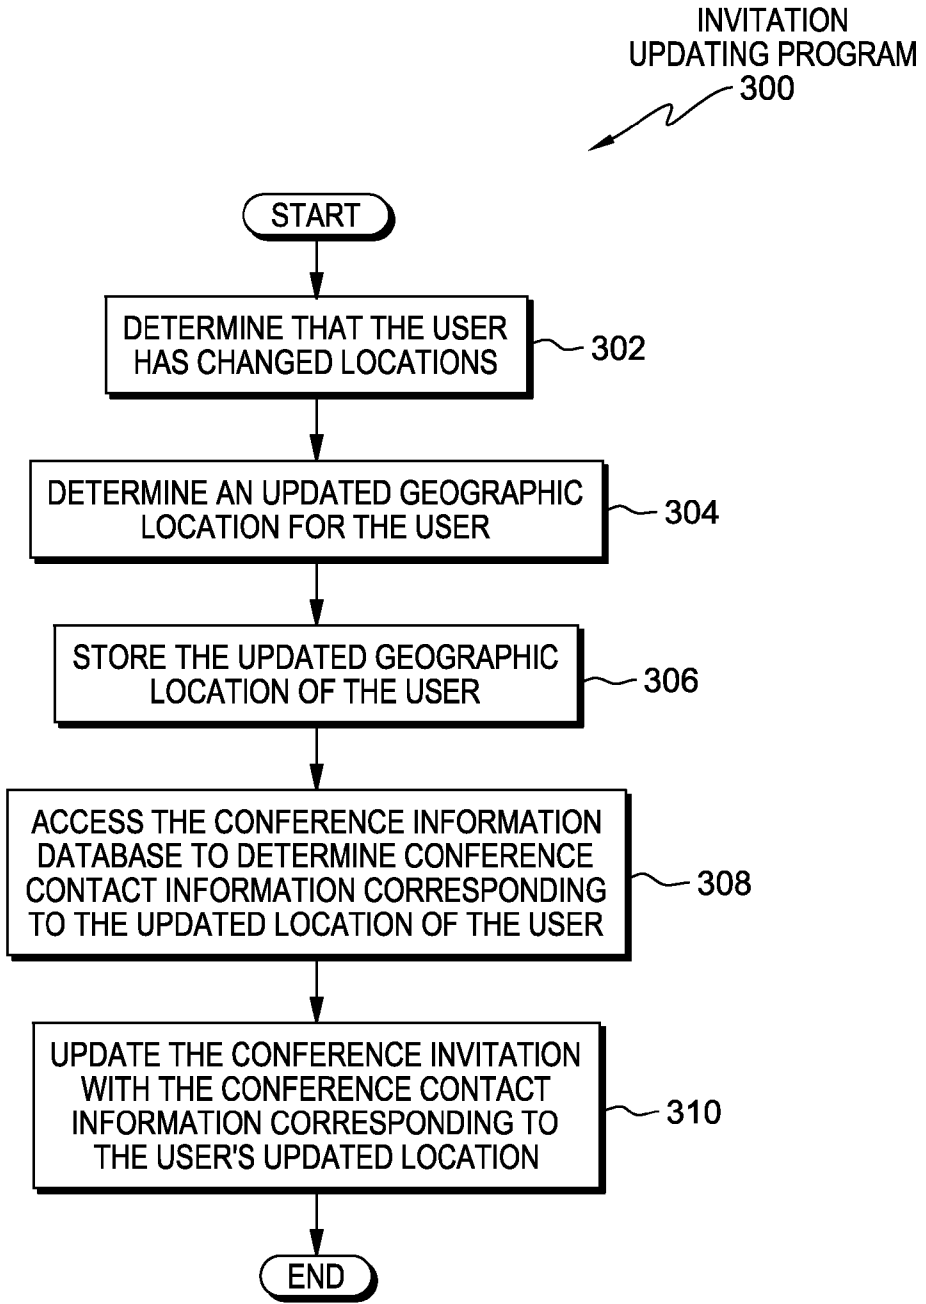 INVITATION
UPDATING PROGRAM
300
START
DETERMINE THAT THE USER
HAS CHANGED LOCATIONS
302
DETERMINE AN UPDATED GEOGRAPHIC
LOCATION FOR THE USER
304
STORE THE UPDATED GEOGRAPHIC
LOCATION OF THE USER
306
ACCESS THE CONFERENCE INFORMATION
DATABASE TO DETERMINE CONFERENCE
CONTACT INFORMATION CORRESPONDING
TO THE UPDATED LOCATION OF THE USER
308
UPDATE THE CONFERENCE INVITATION
WITH THE CONFERENCE CONTACT
INFORMATION CORRESPONDING TO
THE USER'S UPDATED LOCATION
310
END